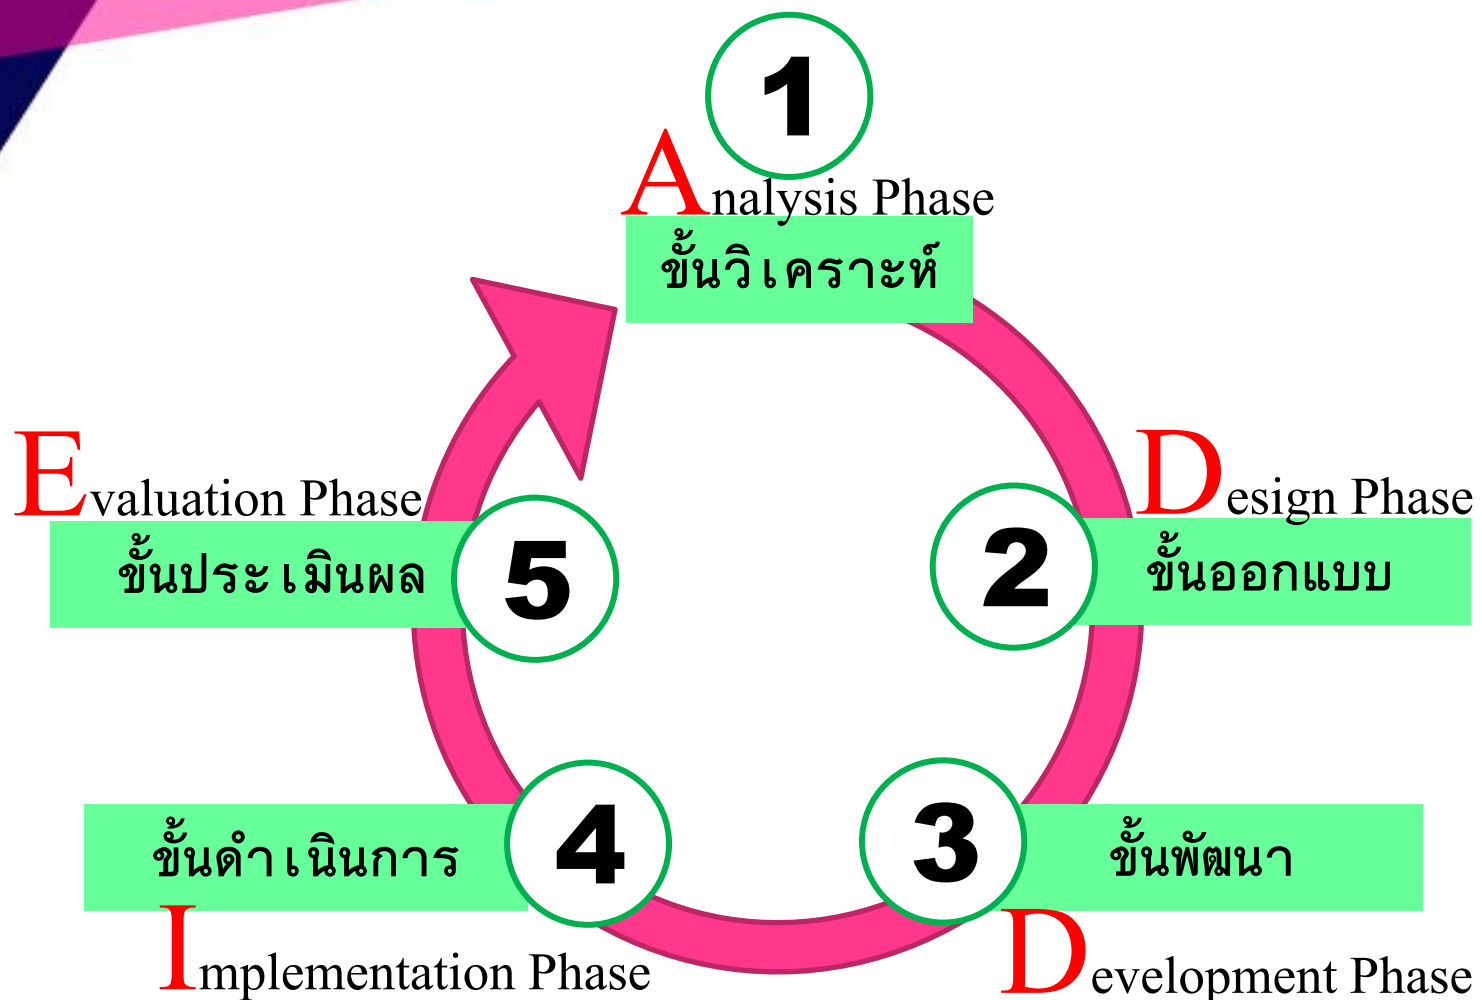 1
Analysis Phase
ขั้นวิเคราะห์
2
Design Phase
ขั้นออกแบบ
3
ขั้นพัฒนา
Development Phase
4
ขั้นดำเนินการ
Implementation Phase
5
Evaluation Phase
ขั้นประเมินผล